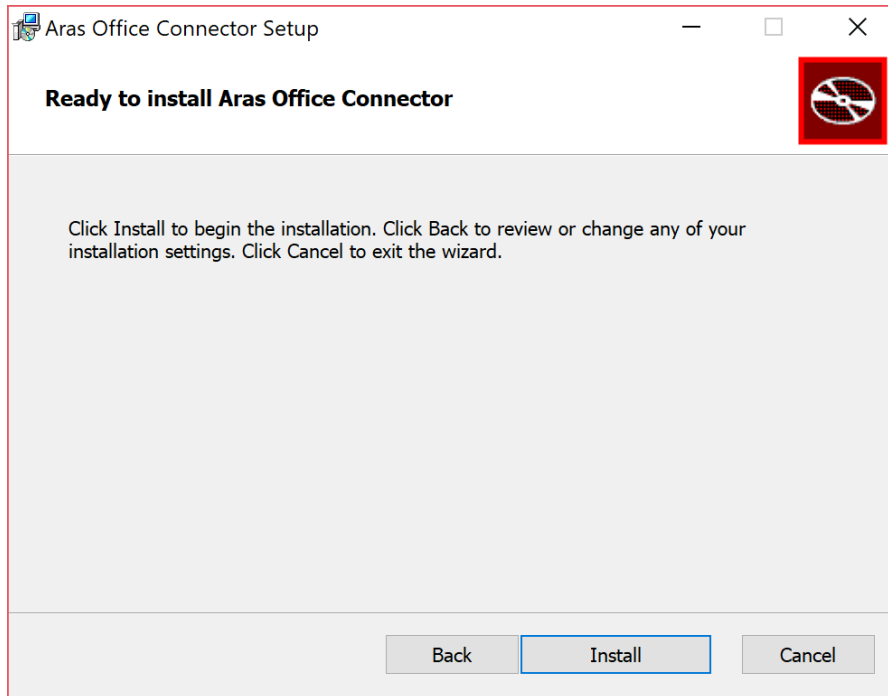 Aras Office Connector Setup
Ready to install Aras Office Connector
Click Install to begin the installation. Click Back to review or change any of your
installation settings. Click Cancel to exit the wizard.
Back Install Cancel